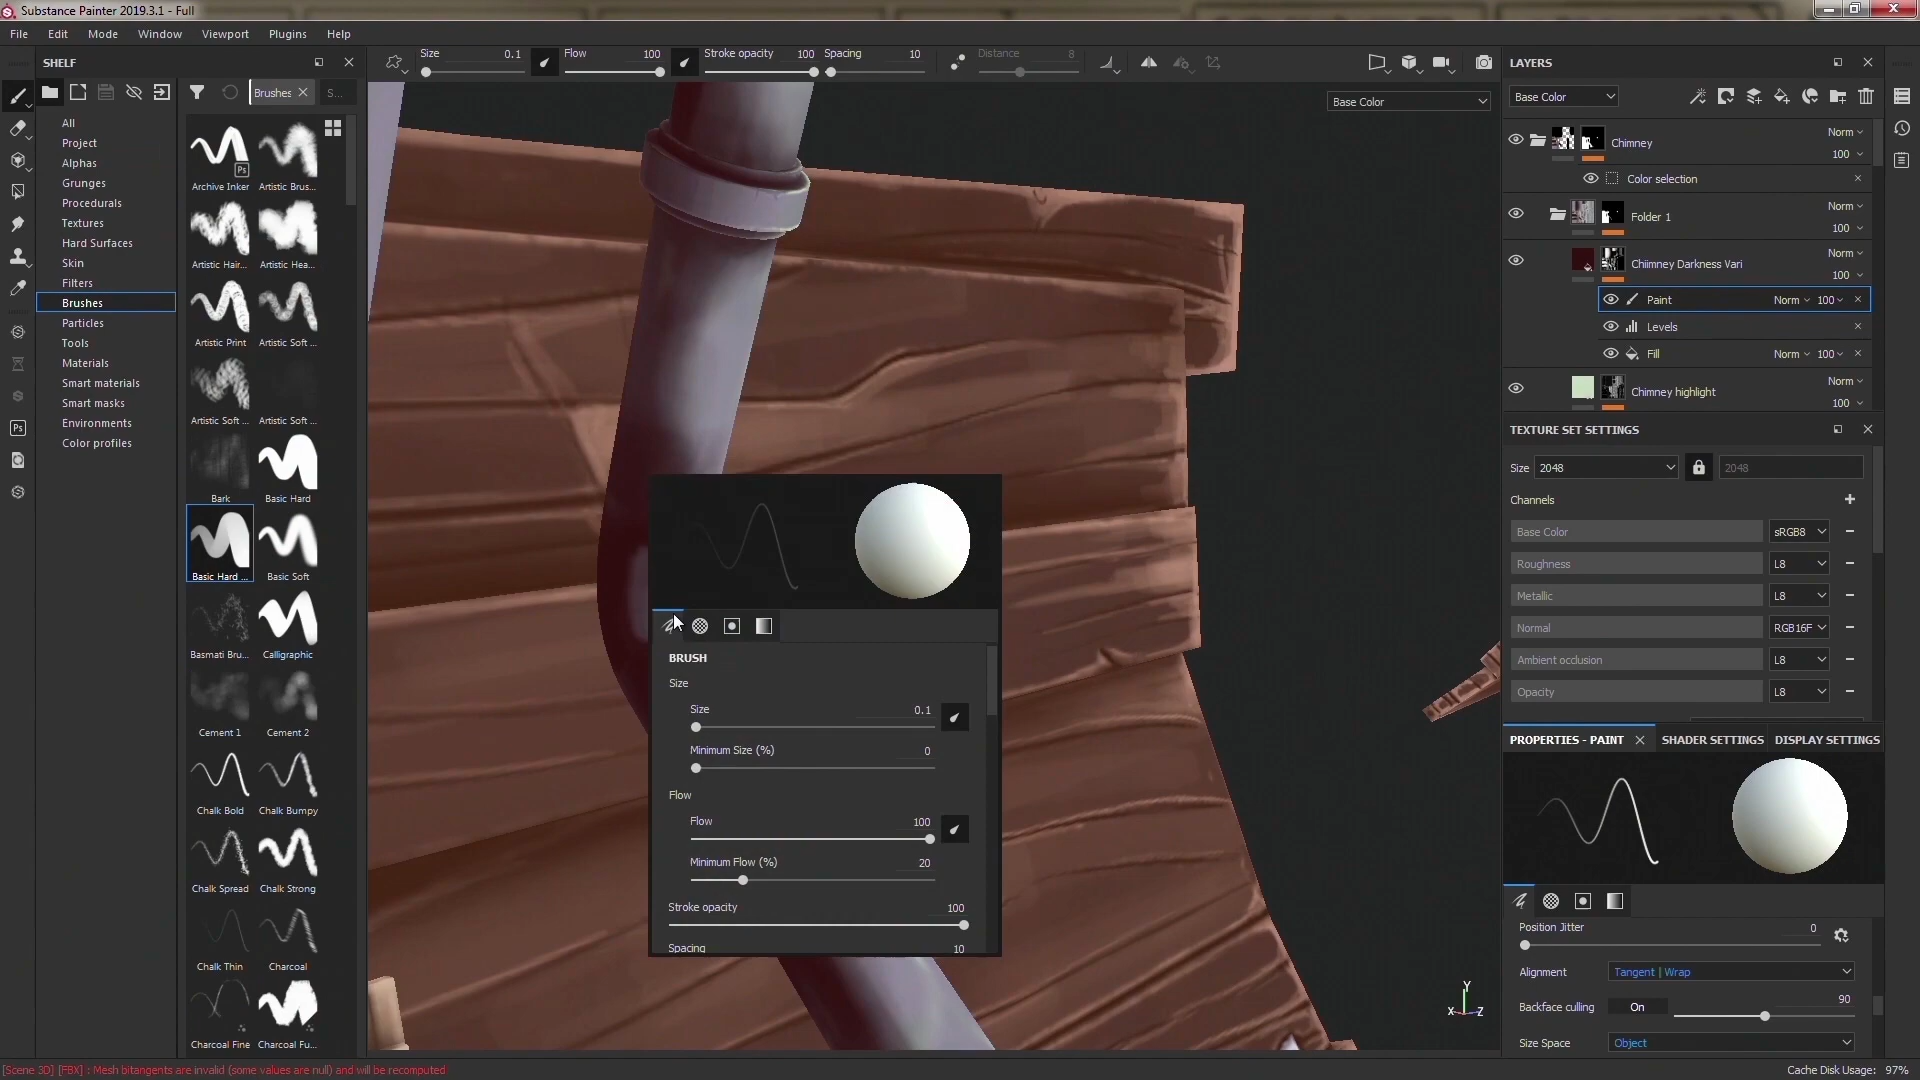 Substance Painter 2019.3.1 - Full
File Edit Mode Window Viewport Plugins Help
SHELF
Size 0.1
Flow 100
Stroke opacity 100
Spacing 10
Distance 8
Brushes
S...
All
Project
Alphas
Grunges
Procedurals
Textures
Hard Surfaces
Skin
Filters
Brushes
Particles
Tools
Materials
Smart materials
Smart masks
Environments
Color profiles
Ps
Ps
Archive Inker
Artistic Brus...
Artistic Hair...
Artistic Hea...
Artistic Print
Artistic Soft ...
Artistic Soft ...
Artistic Soft ...
Bark
Basic Hard
Basic Hard ...
Basic Soft
Basmati Bru...
Calligraphic
Cement 1
Cement 2
Chalk Bold
Chalk Bumpy
Chalk Spread
Chalk Strong
Chalk Thin
Charcoal
Charcoal Fine
Charcoal Fu...
Base Color
BRUSH
Size
Size 0.1
Minimum Size (%) 0
Flow
Flow 100
Minimum Flow (%) 20
Stroke opacity 100
Spacing 10
Y
X Z
LAYERS
Base Color
Chimney Norm 100
Color selection
Folder 1 Norm 100
Chiimney Darkness Vari Norm 100
Paint Norm 100
Levels
Fill Norm 100
Chimney highlight Norm 100
TEXTURE SET SETTINGS
Size 2048 2048
Channels
Base Color sRGB8
Roughness L8
Metallic L8
Normal RGB16F
Ambient occlusion L8
Opacity L8
PROPERTIES - PAINT SHADER SETTINGS DISPLAY SETTINGS
Position Jitter 0
Alignment Tangent | Wrap
Backface culling On 90
Size Space Object
[Scene 3D] [FBX] : Mesh bitangents are invalid (some values are null) and will be recomputed
Cache Disk Usage: 97%